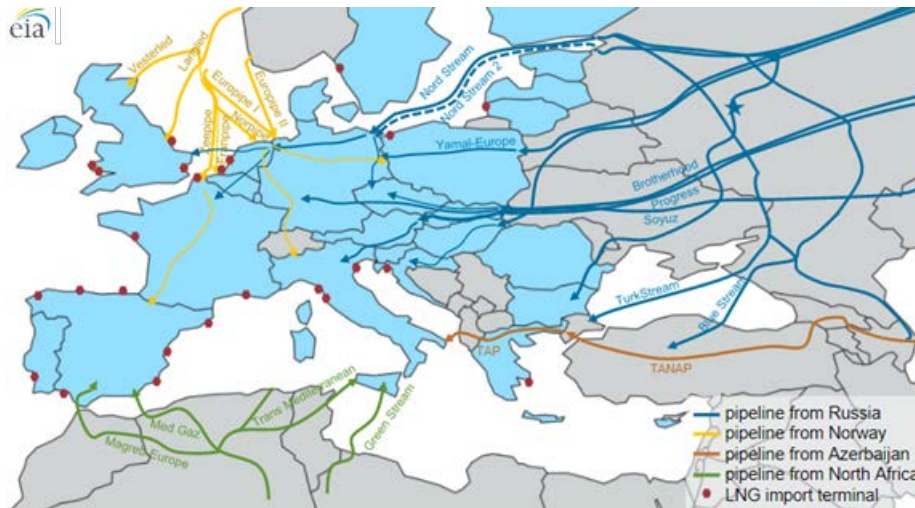 eia
Vesterled
Langeled
Europipe I
Europipe II
Norpipe
Zeepipe
Franpipe
Nord Stream
Nord Stream 2
Yamal-Europe
Brotherhood
Progress
Soyuz
TurkStream
Blue Stream
TAP
TANAP
Trans Mediterranean
Green Stream
Med Gaz
Magreb-Europe
pipeline from Russia
pipeline from Norway
pipeline from Azerbaijan
pipeline from North Africa
LNG import terminal